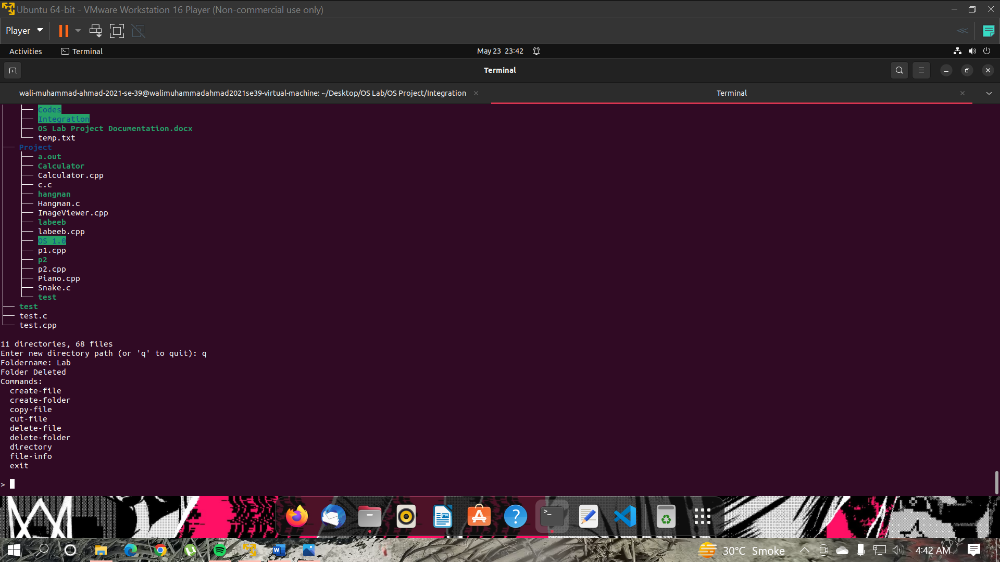 Ubuntu 64-bit - VMware Workstation 16 Player (Non-commercial use only)
Player
Activities
Terminal
May 23 23:42
Terminal
wali-muhammad-ahmad-2021-se-39@walimuhammadahmad2021se39-virtual-machine: ~/Desktop/OS Lab/OS Project/Integration
Terminal
Codes
Integration
OS Lab Project Documentation.docx
temp.txt
Project
a.out
Calculator
Calculator.cpp
c.c
hangman
Hangman.c
ImageViewer.cpp
labeeb
labeeb.cpp
OS 1.0
p1.cpp
p2
p2.cpp
Piano.cpp
Snake.c
test
test
test.c
test.cpp
11 directories, 68 files
Enter new directory path (or 'q' to quit): q
Foldername: Lab
Folder Deleted
Commands:
create-file
create-folder
copy-file
cut-file
delete-file
delete-folder
directory
file-info
exit
>
30°C Smoke
4:42 AM